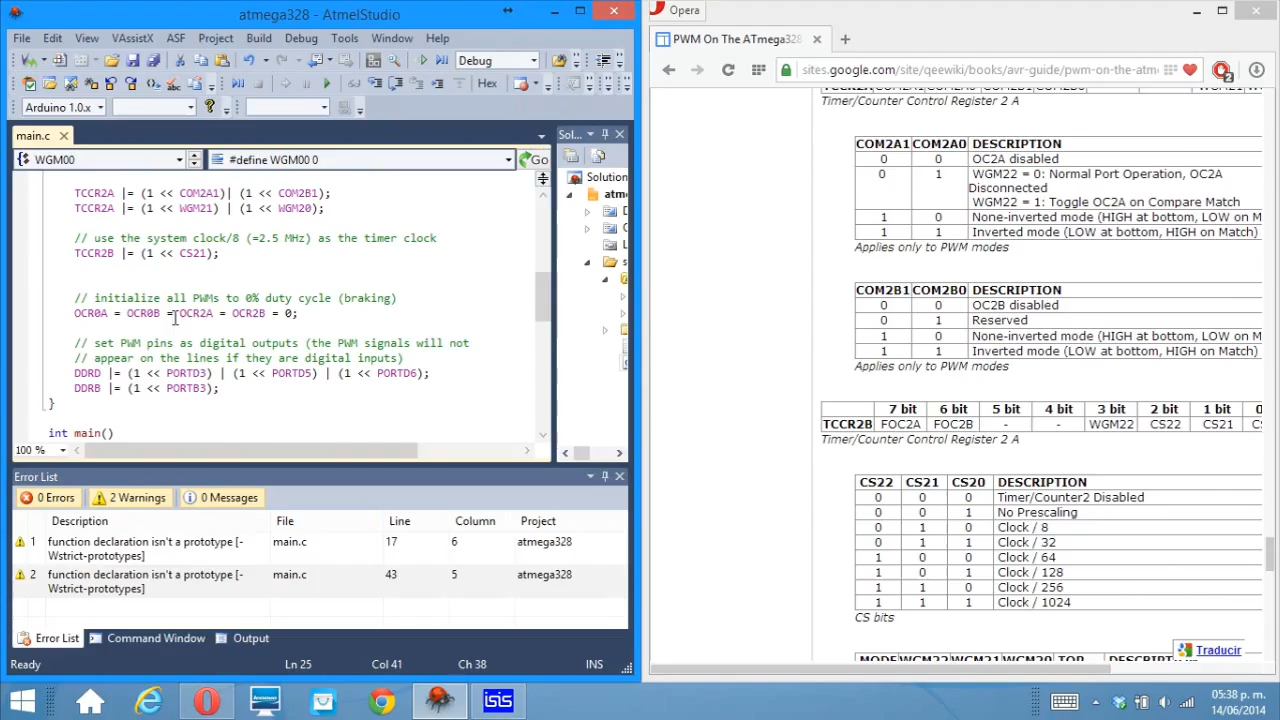 atmega328 - AtmelStudio
File Edit View VAssistX ASF Project Build Debug Tools Window Help
Debug
Hex
Arduino 1.0.x
main.c
Sol...
WGM00
#define WGM00 0
Go
TCCR2A |= (1 << COM2A1)| (1 << COM2B1);
TCCR2A |= (1 << WGM21) | (1 << WGM20);
// use the system clock/8 (=2.5 MHz) as the timer clock
TCCR2B |= (1 << CS21);
// initialize all PWMs to 0% duty cycle (braking)
OCR0A = OCR0B = OCR2A = OCR2B = 0;
// set PWM pins as digital outputs (the PWM signals will not
// appear on the lines if they are digital inputs)
DDRD |= (1 << PORTD3) | (1 << PORTD5) | (1 << PORTD6);
DDRB |= (1 << PORTB3);
}
int main()
100 %
Solution
atm
Error List
0 Errors
2 Warnings
0 Messages
Description File Line Column Project
1 function declaration isn't a prototype [-Wstrict-prototypes] main.c 17 6 atmega328
2 function declaration isn't a prototype [-Wstrict-prototypes] main.c 43 5 atmega328
Error List
Command Window
Output
Ready
Ln 25
Col 41
Ch 38
INS
Opera
PWM On The ATmega328
sites.google.com/site/qeewiki/books/avr-guide/pwm-on-the-atm
2
Timer/Counter Control Register 2 A
COM2A1 COM2A0 DESCRIPTION
0 0 OC2A disabled
0 1 WGM22 = 0: Normal Port Operation, OC2A
Disconnected
WGM22 = 1: Toggle OC2A on Compare Match
1 0 None-inverted mode (HIGH at bottom, LOW on M
1 1 Inverted mode (LOW at bottom, HIGH on Match)
Applies only to PWM modes
COM2B1 COM2B0 DESCRIPTION
0 0 OC2B disabled
0 1 Reserved
1 0 None-inverted mode (HIGH at bottom, LOW on M
1 1 Inverted mode (LOW at bottom, HIGH on Match)
Applies only to PWM modes
7 bit 6 bit 5 bit 4 bit 3 bit 2 bit 1 bit 0
TCCR2B FOC2A FOC2B - - WGM22 CS22 CS21
Timer/Counter Control Register 2 A
CS22 CS21 CS20 DESCRIPTION
0 0 0 Timer/Counter2 Disabled
0 0 1 No Prescaling
0 1 0 Clock / 8
0 1 1 Clock / 32
1 0 0 Clock / 64
1 0 1 Clock / 128
1 1 0 Clock / 256
1 1 1 Clock / 1024
CS bits
Traducir
MODE WGM22 WGM21 WGM20 TOP
isis
05:38 p. m.
14/06/2014